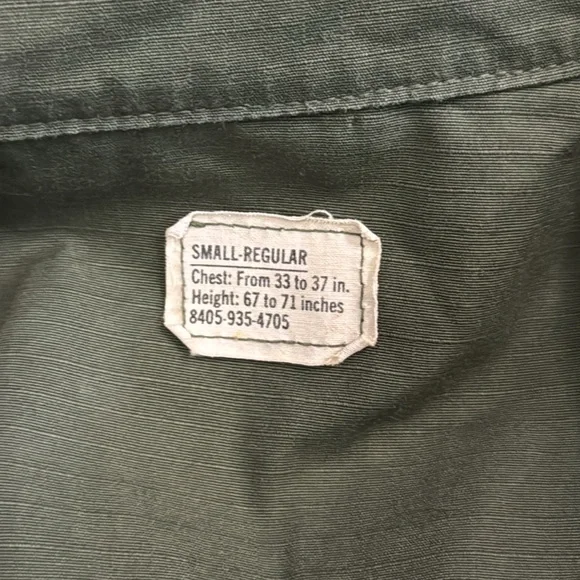 SMALL-REGULAR
Chest: From 33 to 37 in.
Height: 67 to 71 inches
8405-935-4705